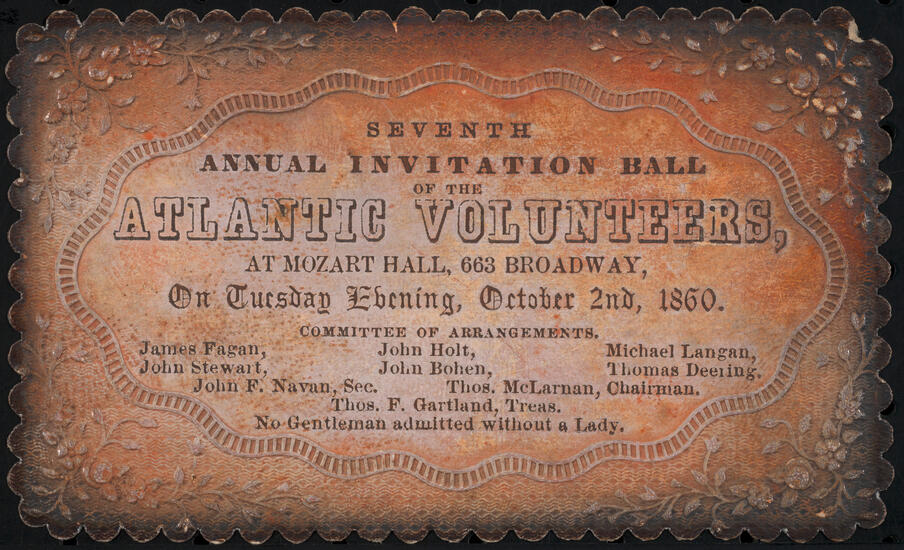 SEVENTH
ANNUAL INVITATION BALL
OF THE
ATLANTIC VOLUNTEERS,
AT MOZART HALL, 663 BROADWAY,
On Tuesday Evening, October 2nd, 1860.
COMMITTEE OF ARRANGEMENTS.
James Fagan, John Holt, Michael Langan,
John Stewart, John Bohen, Thomas Deering.
John F. Navan, Sec. Thos. McLarnan, Chairman.
Thos. F. Gartland, Treas.
No Gentleman admitted without a Lady.